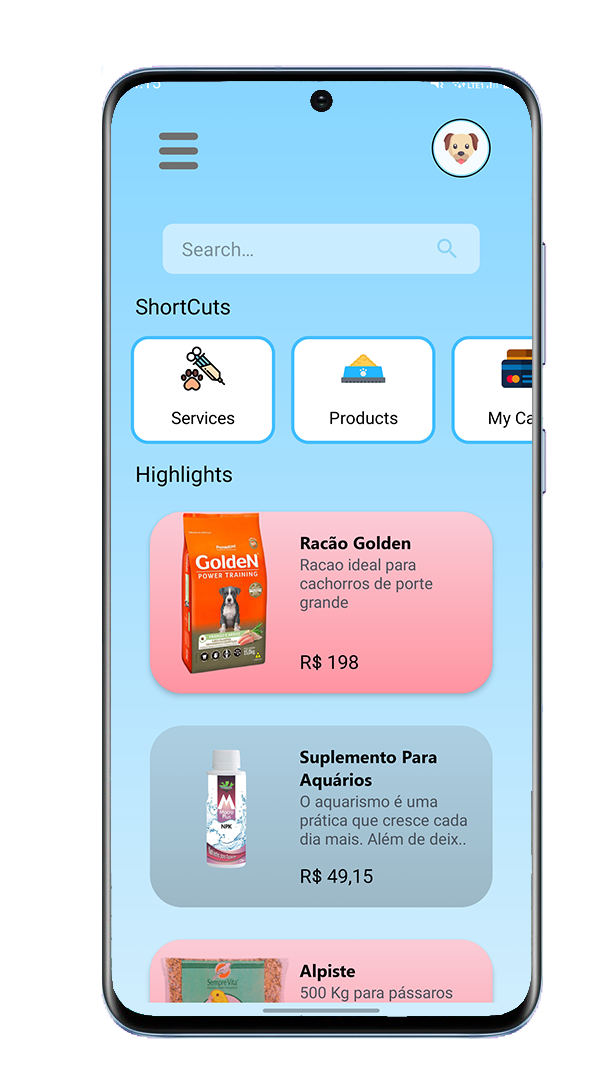 Search...
ShortCuts
Services
Products
My Ca
Highlights
GoldeN
POWER TRAINING
Racão Golden
Racao ideal para
cachorros de porte
grande
R$ 198
NPK
Suplemento Para
Aquários
O aquarismo é uma
prática que cresce cada
dia mais. Além de deix..
R$ 49,15
Sempre Vita
Alpiste
500 Kg para pássaros